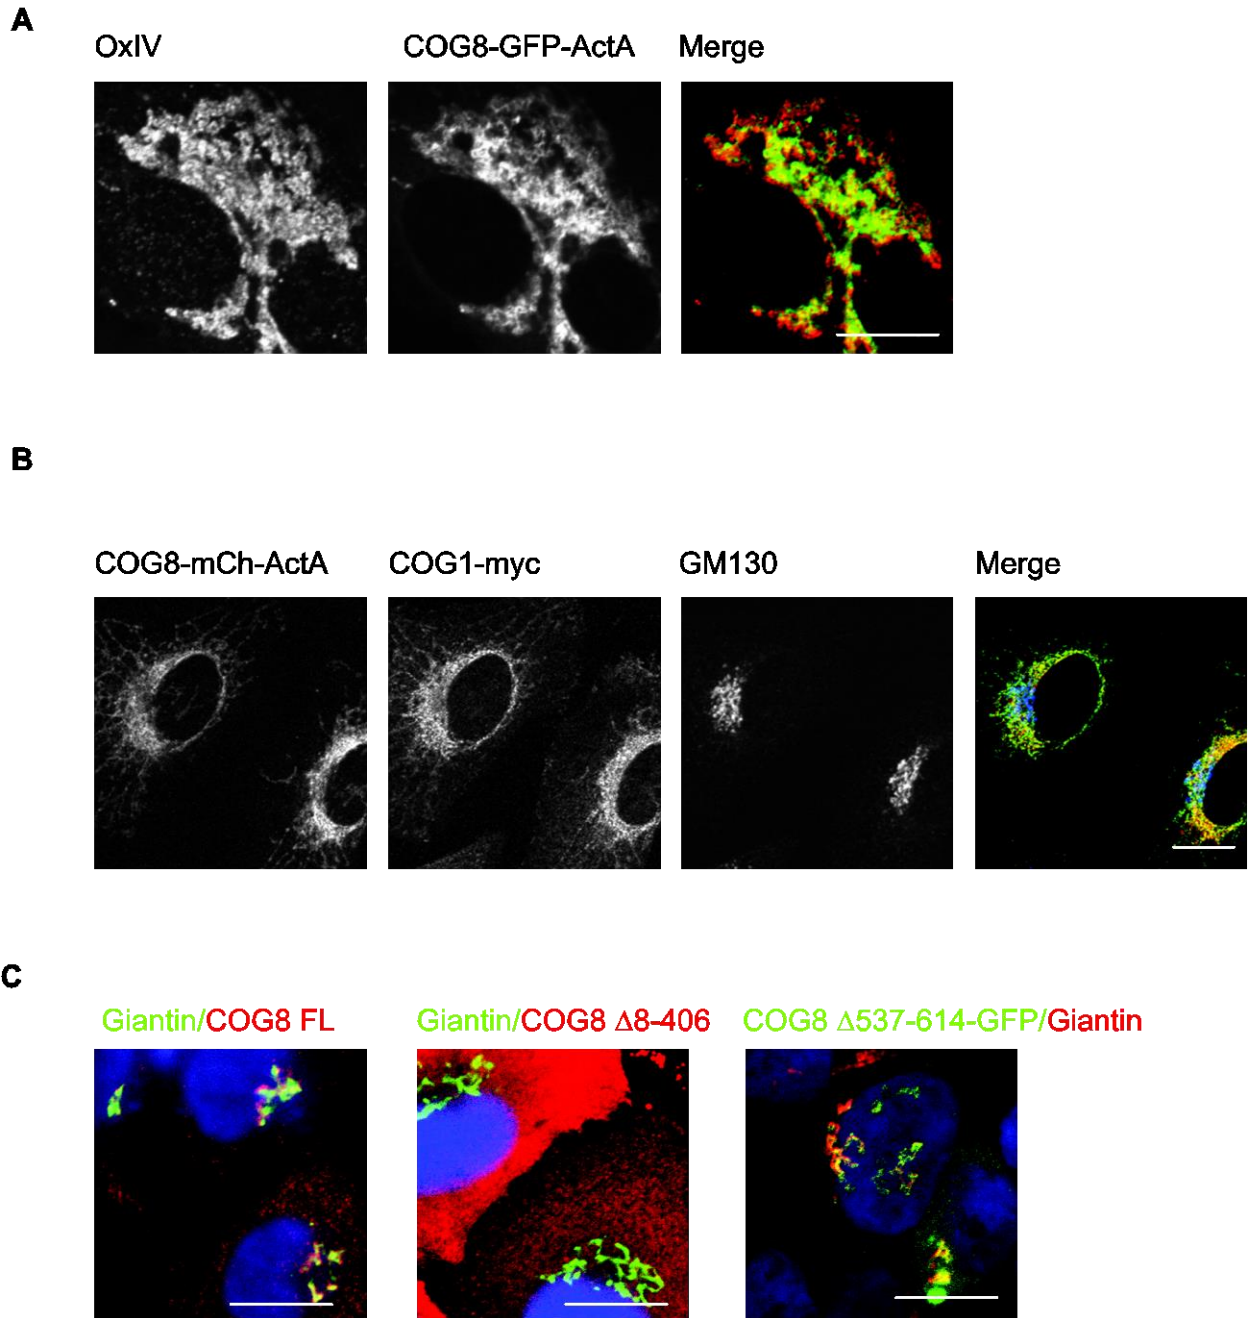 A
OxIV COG8-GFP-ActA Merge
B
COG8-mCh-ActA COG1-myc GM130 Merge
C
Giantin/COG8 FL Giantin/COG8 Δ8-406 COG8 Δ537-614-GFP/Giantin